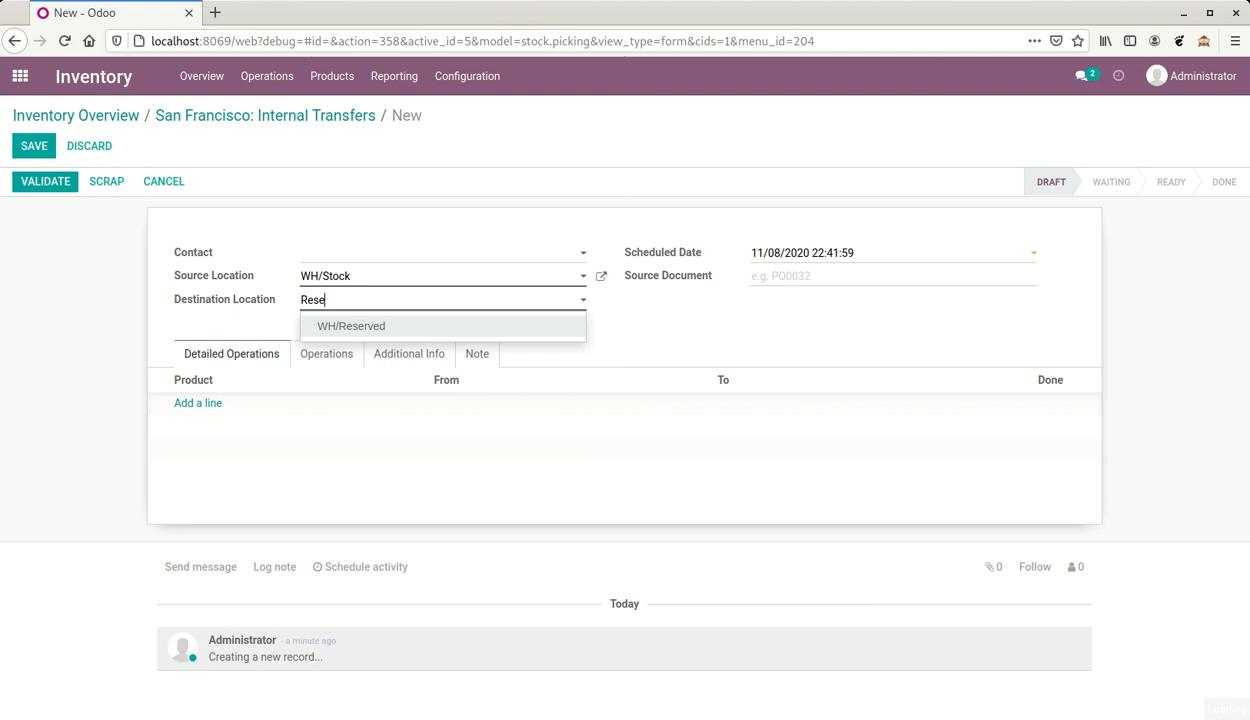 New - Odoo
localhost:8069/web?debug=#id=&action=358&active_id=5&model=stock.picking&view_type=form&cids=1&menu_id=204
Inventory Overview Operations Products Reporting Configuration 2 Administrator
Inventory Overview / San Francisco: Internal Transfers / New
SAVE DISCARD
VALIDATE SCRAP CANCEL DRAFT WAITING READY DONE
Contact Scheduled Date 11/08/2020 22:41:59
Source Location WH/Stock Source Document e.g. PO0032
Destination Location Rese
WH/Reserved
Detailed Operations Operations Additional Info Note
Product From To Done
Add a line
Send message Log note Schedule activity 0 Follow 0
Today
Administrator - a minute ago
Creating a new record...
Loading